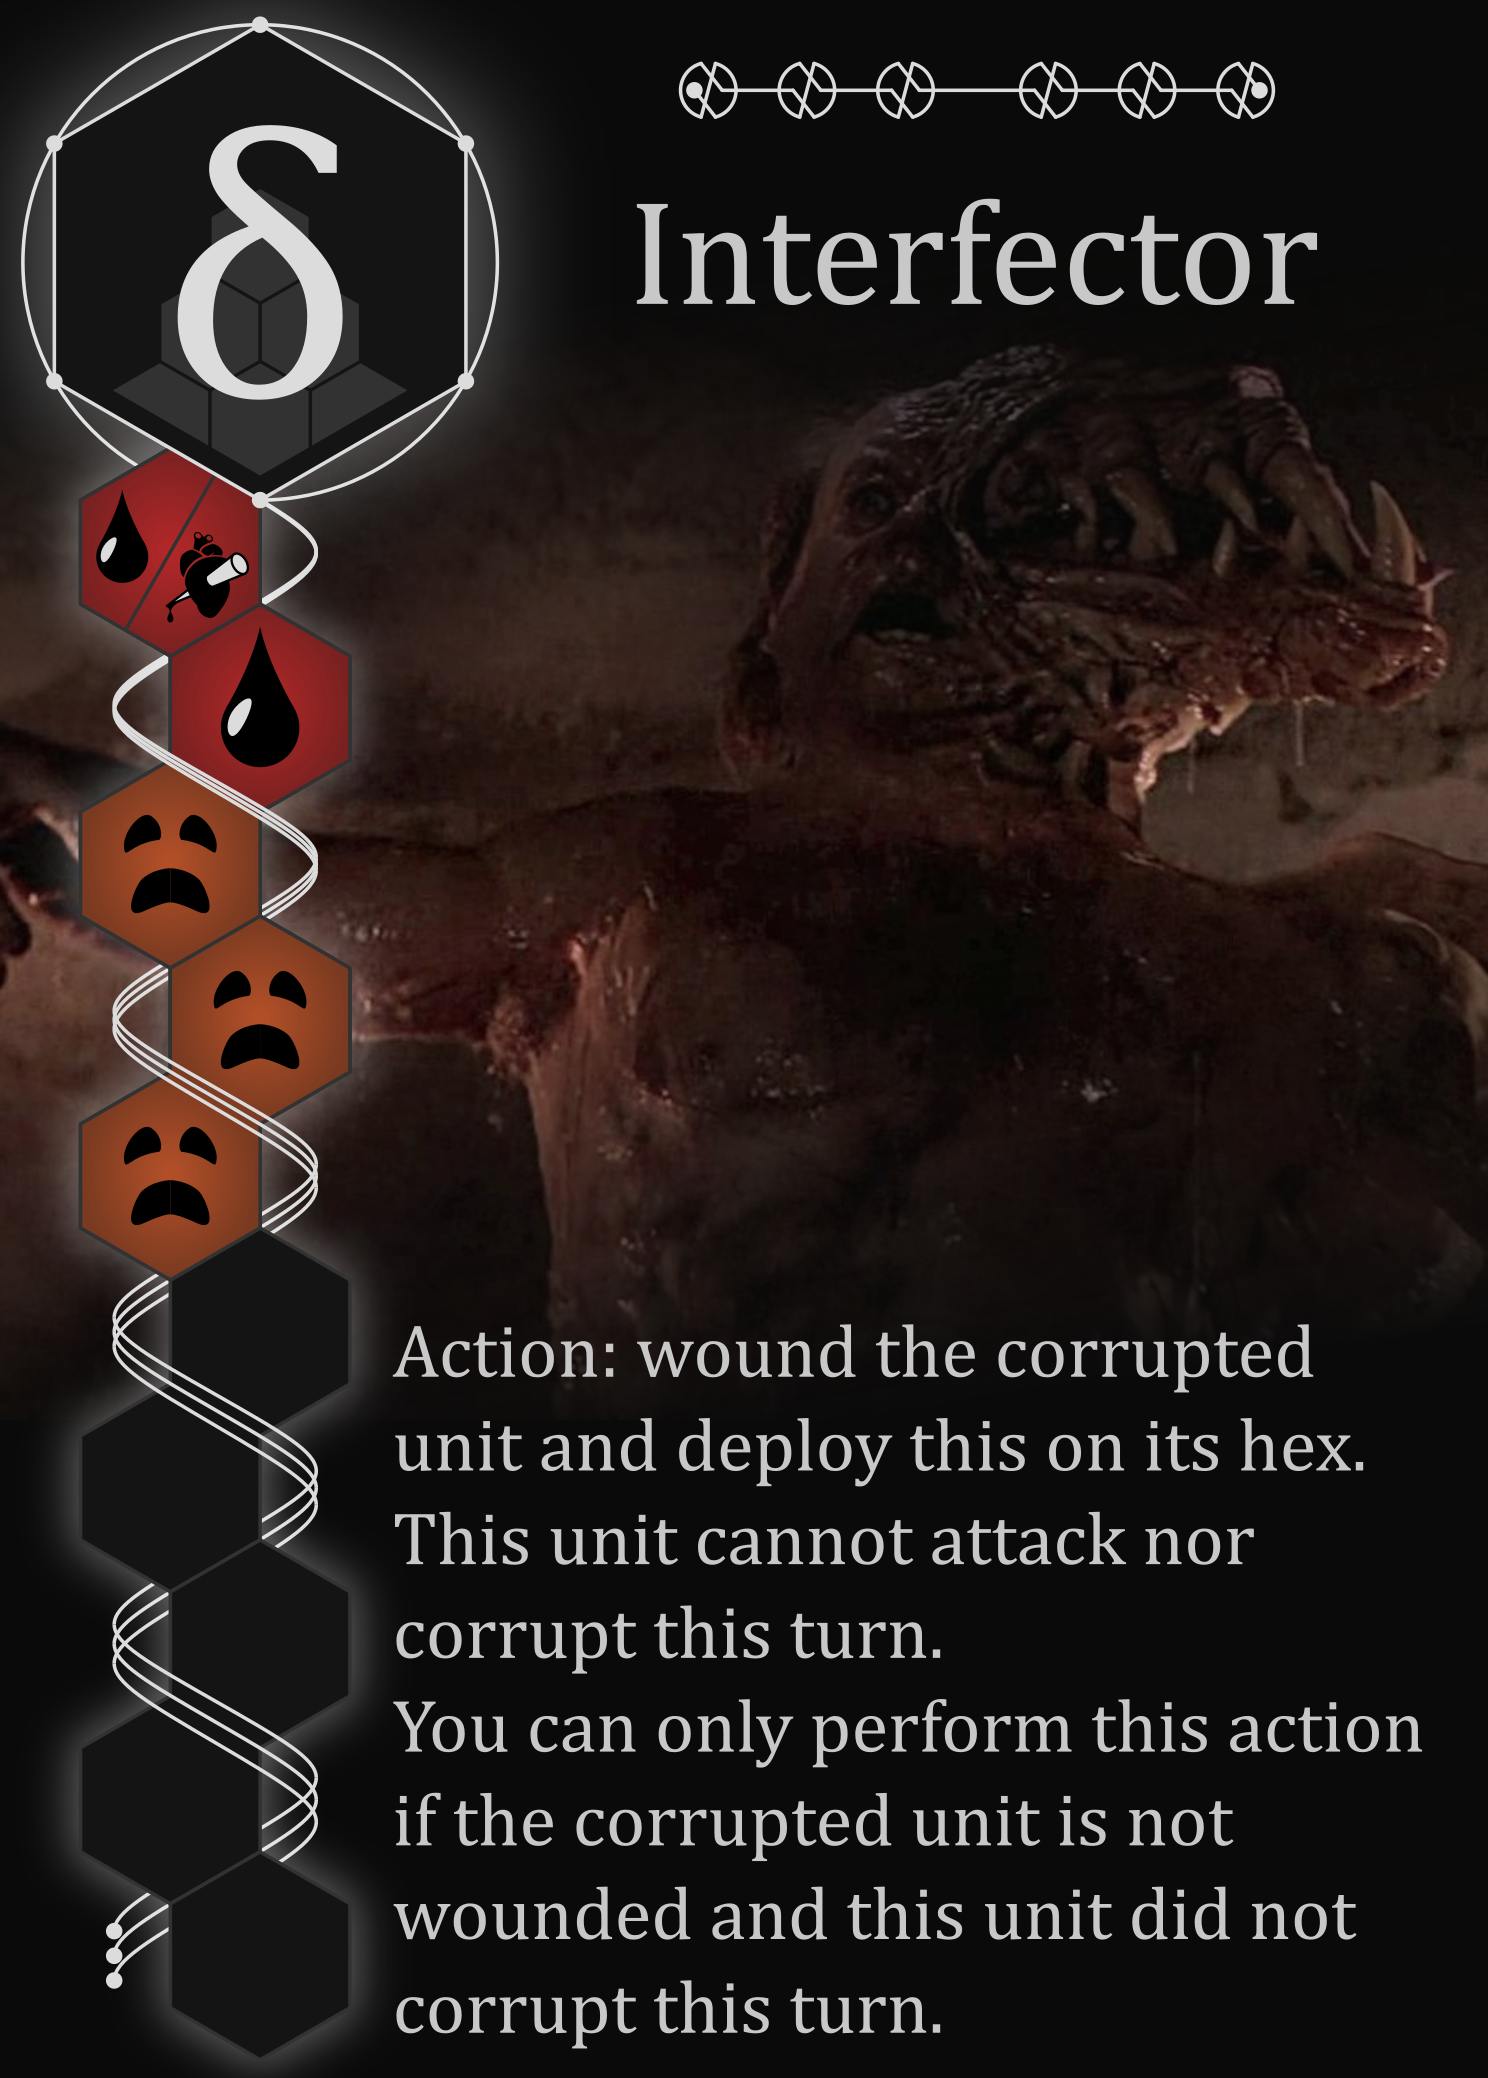 δ
Interfector
Action: wound the corrupted
unit and deploy this on its hex.
This unit cannot attack nor
corrupt this turn.
You can only perform this action
if the corrupted unit is not
wounded and this unit did not
corrupt this turn.